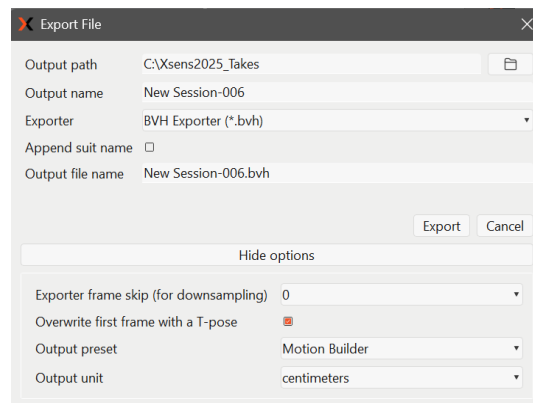 Export File
Output path C:\Xsens2025_Takes
Output name New Session-006
Exporter BVH Exporter (*.bvh)
Append suit name
Output file name New Session-006.bvh
Export Cancel
Hide options
Exporter frame skip (for downsampling) 0
Overwrite first frame with a T-pose
Output preset Motion Builder
Output unit centimeters